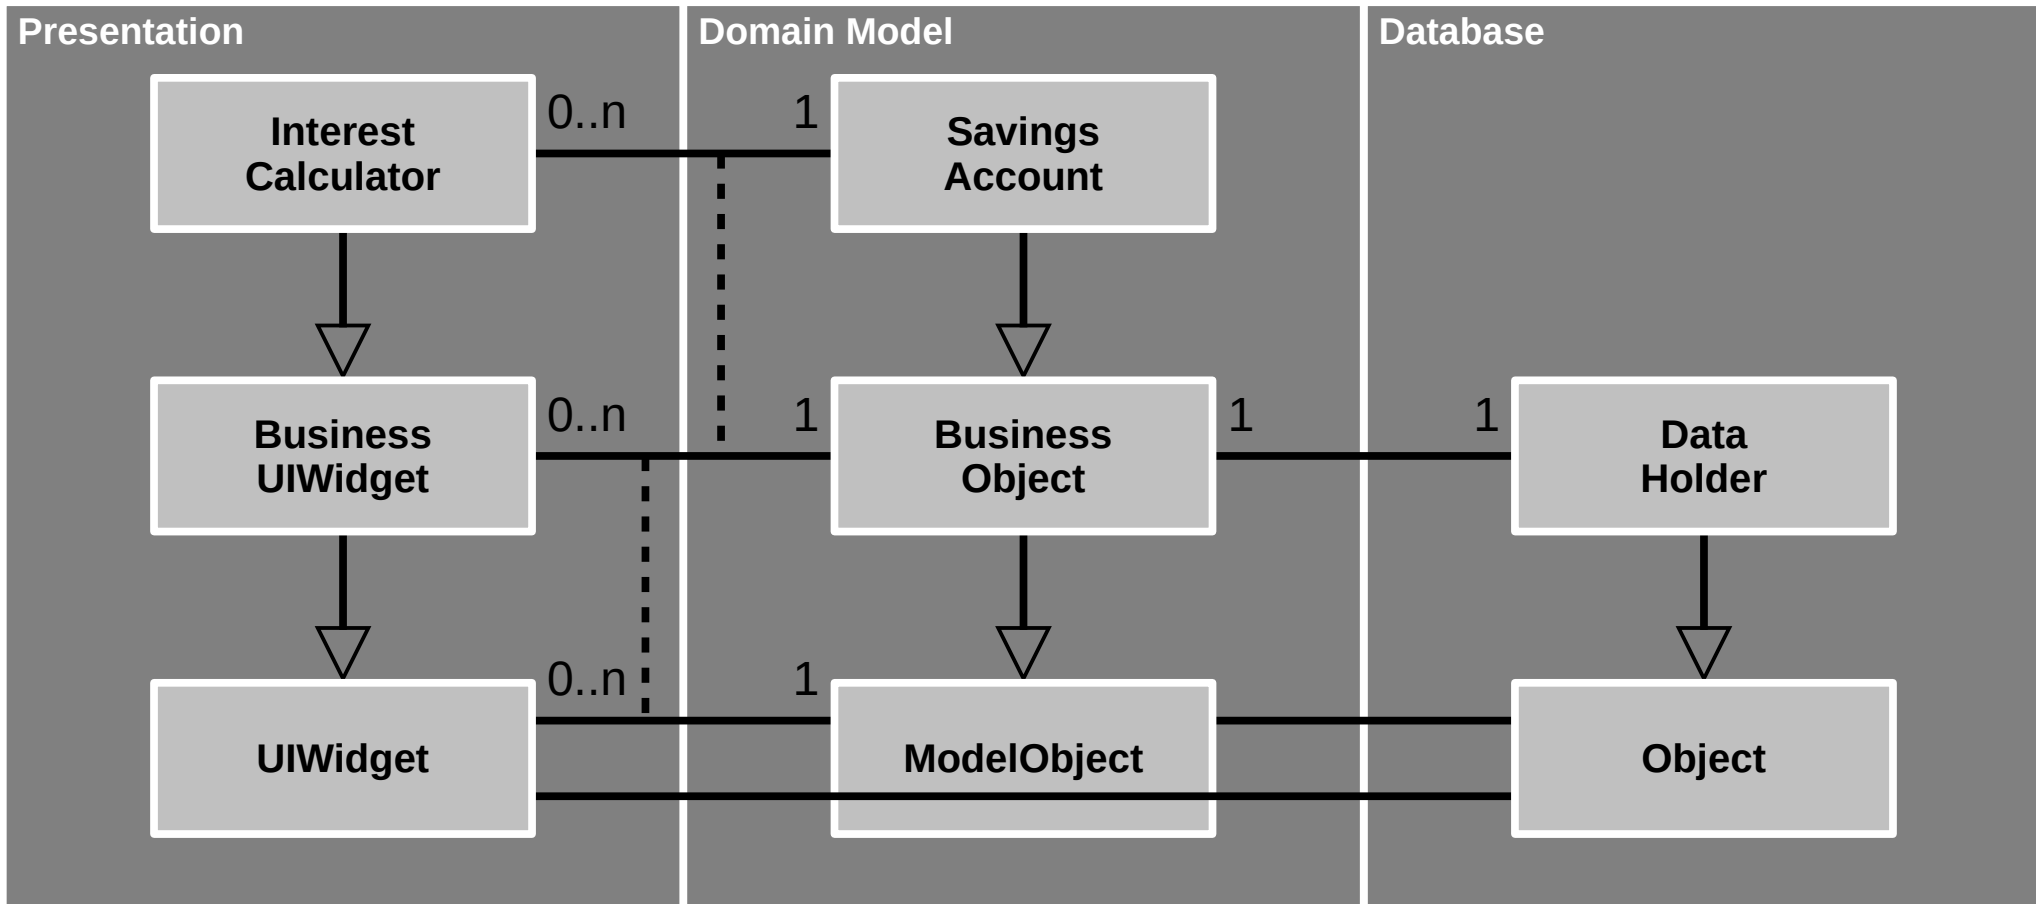 Presentation
Domain Model
Database
Interest
Calculator
0..n
1
Savings
Account
Business
UIWidget
0..n
1
Business
Object
1
1
Data
Holder
UIWidget
0..n
1
ModelObject
Object